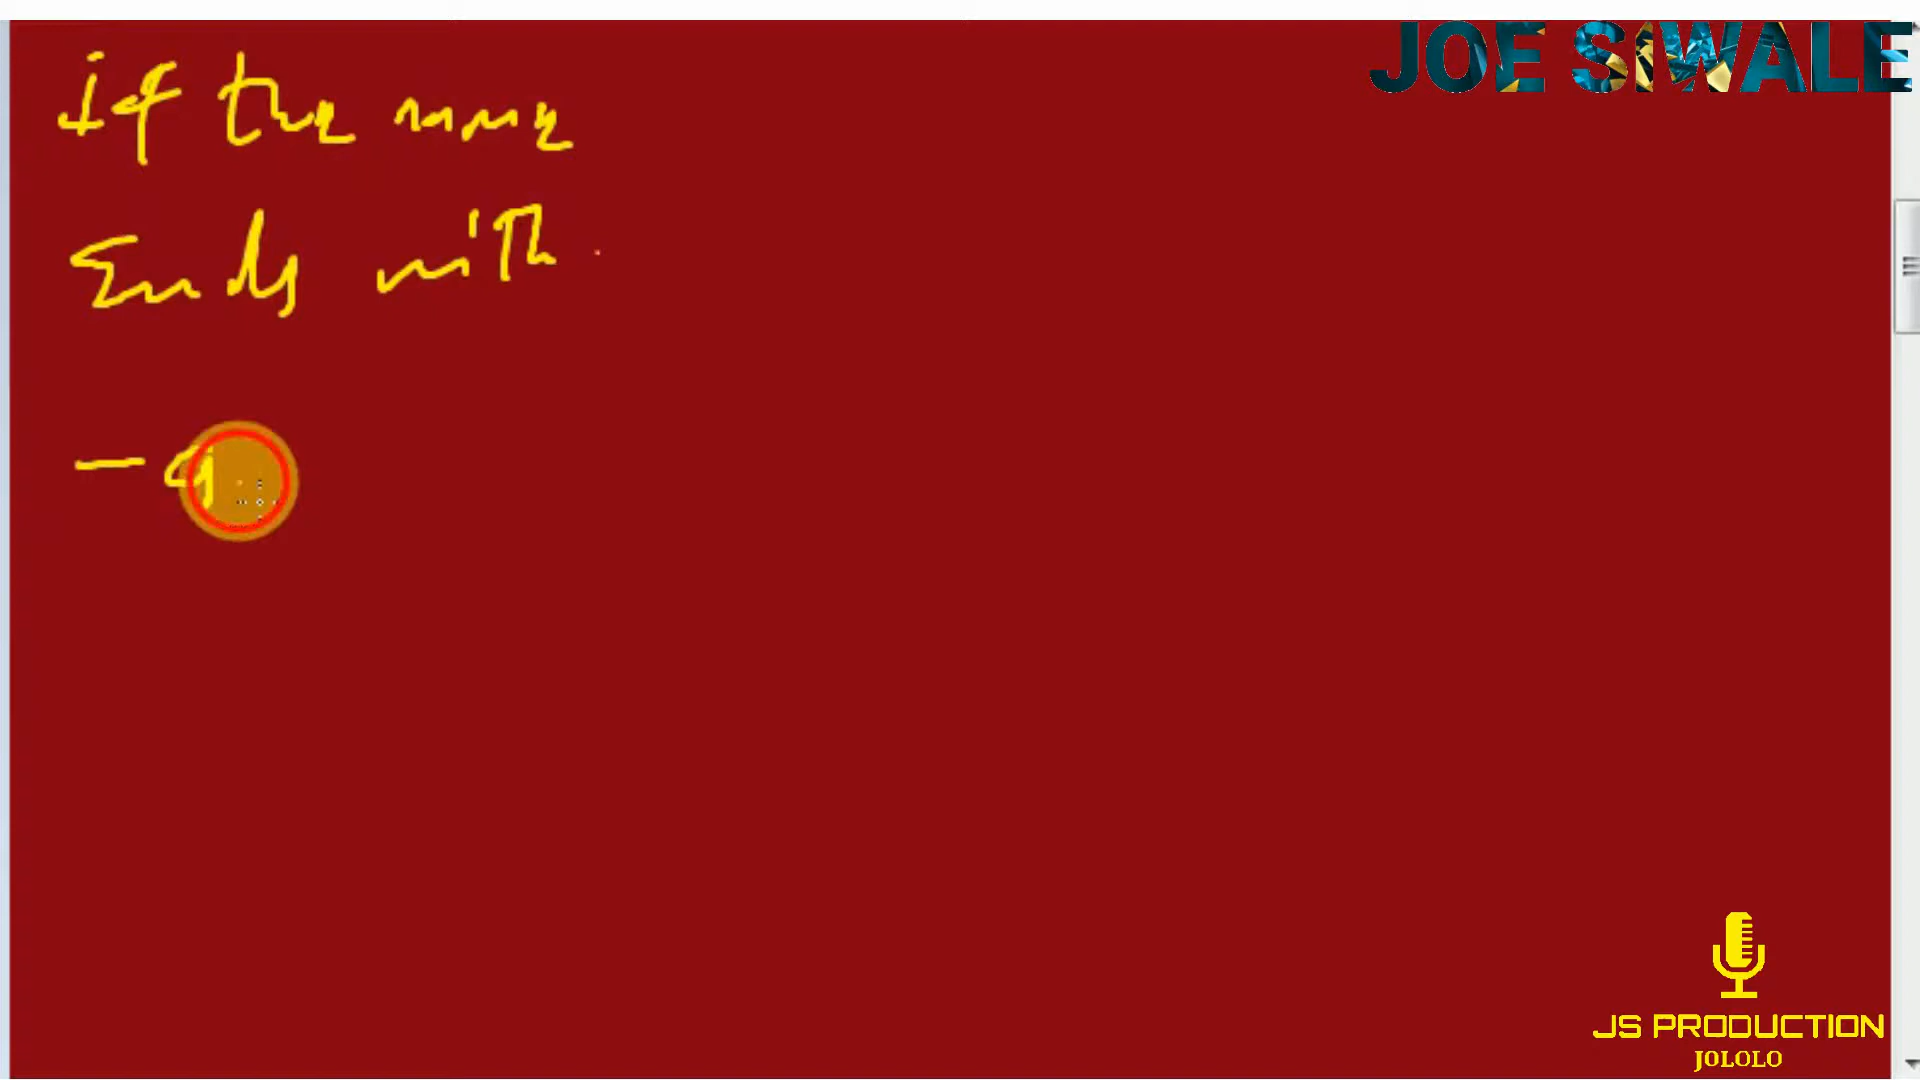 JOE SIWALE
if the name
Ends with
- a
JS PRODUCTION
JOLOLO